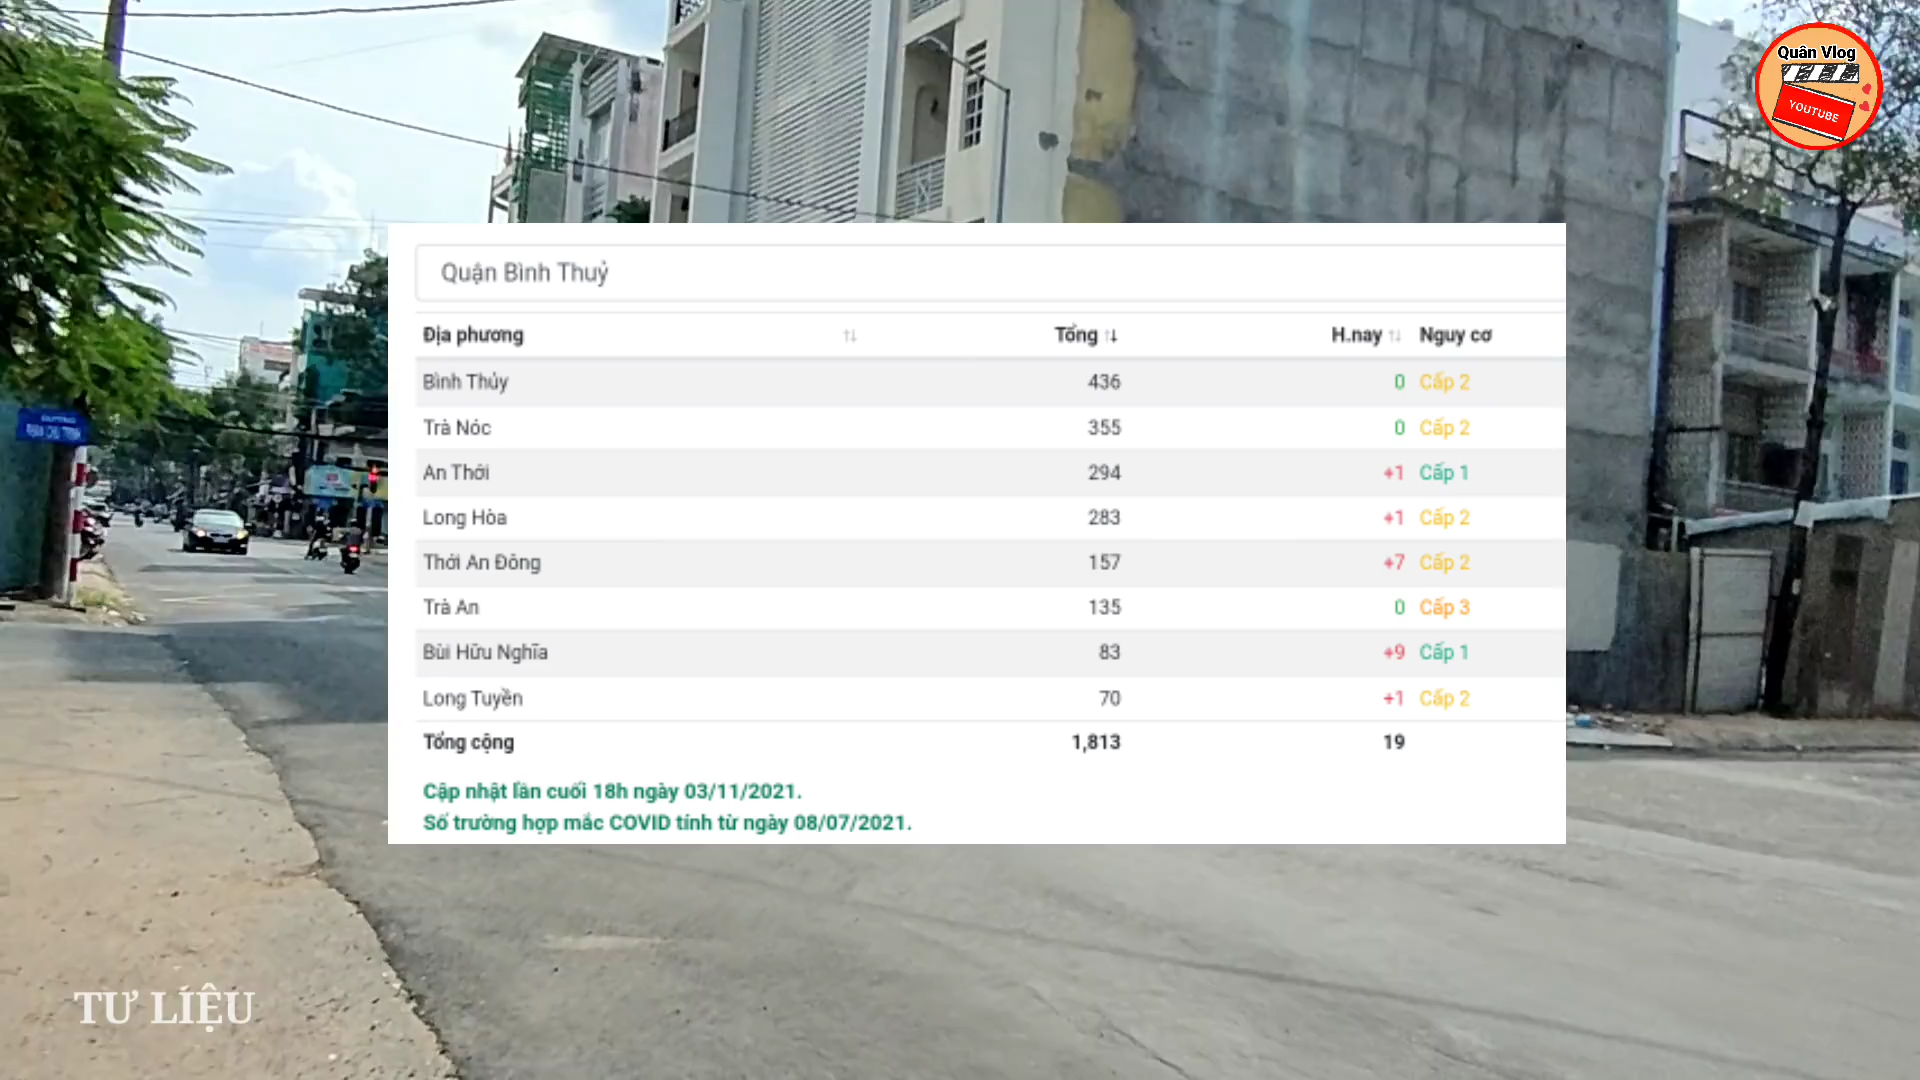 Quân Vlog
YOUTUBE
Quận Bình Thuỷ
Địa phương Tổng H.nay Nguy cơ
Bình Thủy 436 0 Cấp 2
Trà Nóc 355 0 Cấp 2
An Thới 294 +1 Cấp 1
Long Hòa 283 +1 Cấp 2
Thới An Đông 157 +7 Cấp 2
Trà An 135 0 Cấp 3
Bùi Hữu Nghĩa 83 +9 Cấp 1
Long Tuyền 70 +1 Cấp 2
Tổng cộng 1,813 19
Cập nhật lần cuối 18h ngày 03/11/2021.
Số trường hợp mắc COVID tính từ ngày 08/07/2021.
TƯ LIỆU